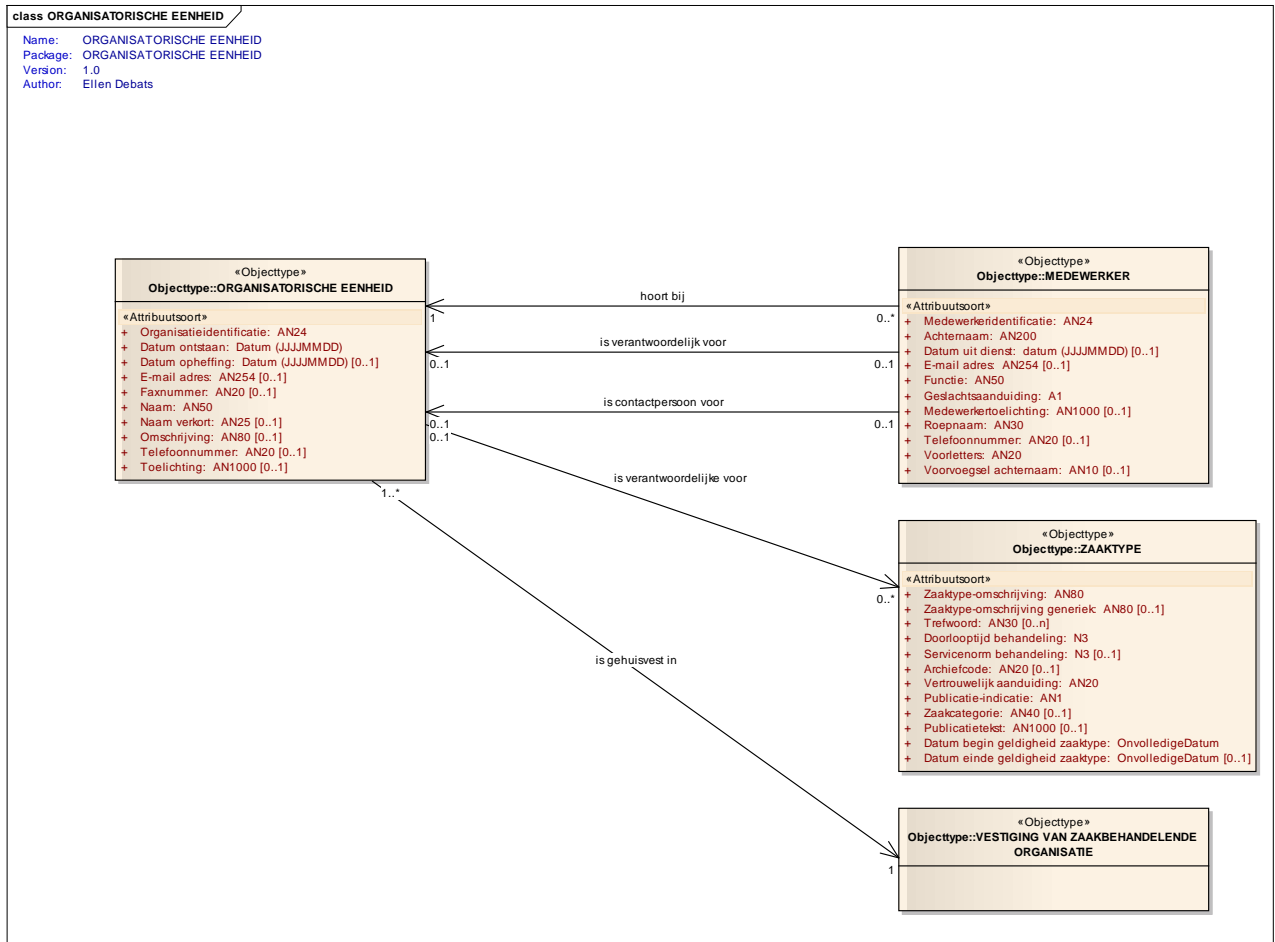 class ORGANISATORISCHE EENHEID
Name: ORGANISATORISCHE EENHEID
Package: ORGANISATORISCHE EENHEID
Version: 1.0
Author: Ellen Debats
«Objecttype»
Objecttype::ORGANISATORISCHE EENHEID
«Attribuutsoort»
+ Organisatieidentificatie: AN24
+ Datum ontstaan: Datum (JJJJMMDD)
+ Datum opheffing: Datum (JJJJMMDD) [0..1]
+ E-mail adres: AN254 [0..1]
+ Faxnummer: AN20 [0..1]
+ Naam: AN50
+ Naam verkort: AN25 [0..1]
+ Omschrijving: AN80 [0..1]
+ Telefoonnummer: AN20 [0..1]
+ Toelichting: AN1000 [0..1]
hoort bij
1
0..*
is verantwoordelijk voor
0..1
0..1
is contactpersoon voor
0..1
0..1
0..1
is verantwoordelijke voor
0..*
1..*
is gehuisvest in
1
«Objecttype»
Objecttype::MEDEWERKER
«Attribuutsoort»
+ Medewerkeridentificatie: AN24
+ Achternaam: AN200
+ Datum uit dienst: datum (JJJJMMDD) [0..1]
+ E-mail adres: AN254 [0..1]
+ Functie: AN50
+ Geslachtsaanduiding: A1
+ Medewerkertoelichting: AN1000 [0..1]
+ Roepnaam: AN30
+ Telefoonnummer: AN20 [0..1]
+ Voorletters: AN20
+ Voorvoegsel achternaam: AN10 [0..1]
«Objecttype»
Objecttype::ZAAKTYPE
«Attribuutsoort»
+ Zaaktype-omschrijving: AN80
+ Zaaktype-omschrijving generiek: AN80 [0..1]
+ Trefwoord: AN30 [0..n]
+ Doorlooptijd behandeling: N3
+ Servicenorm behandeling: N3 [0..1]
+ Archiefcode: AN20 [0..1]
+ Vertrouwelijk aanduiding: AN20
+ Publicatie-indicatie: AN1
+ Zaakcategorie: AN40 [0..1]
+ Publicatietekst: AN1000 [0..1]
+ Datum begin geldigheid zaaktype: OnvolledigeDatum
+ Datum einde geldigheid zaaktype: OnvolledigeDatum [0..1]
«Objecttype»
Objecttype::VESTIGING VAN ZAAKBEHANDELENDE
ORGANISATIE